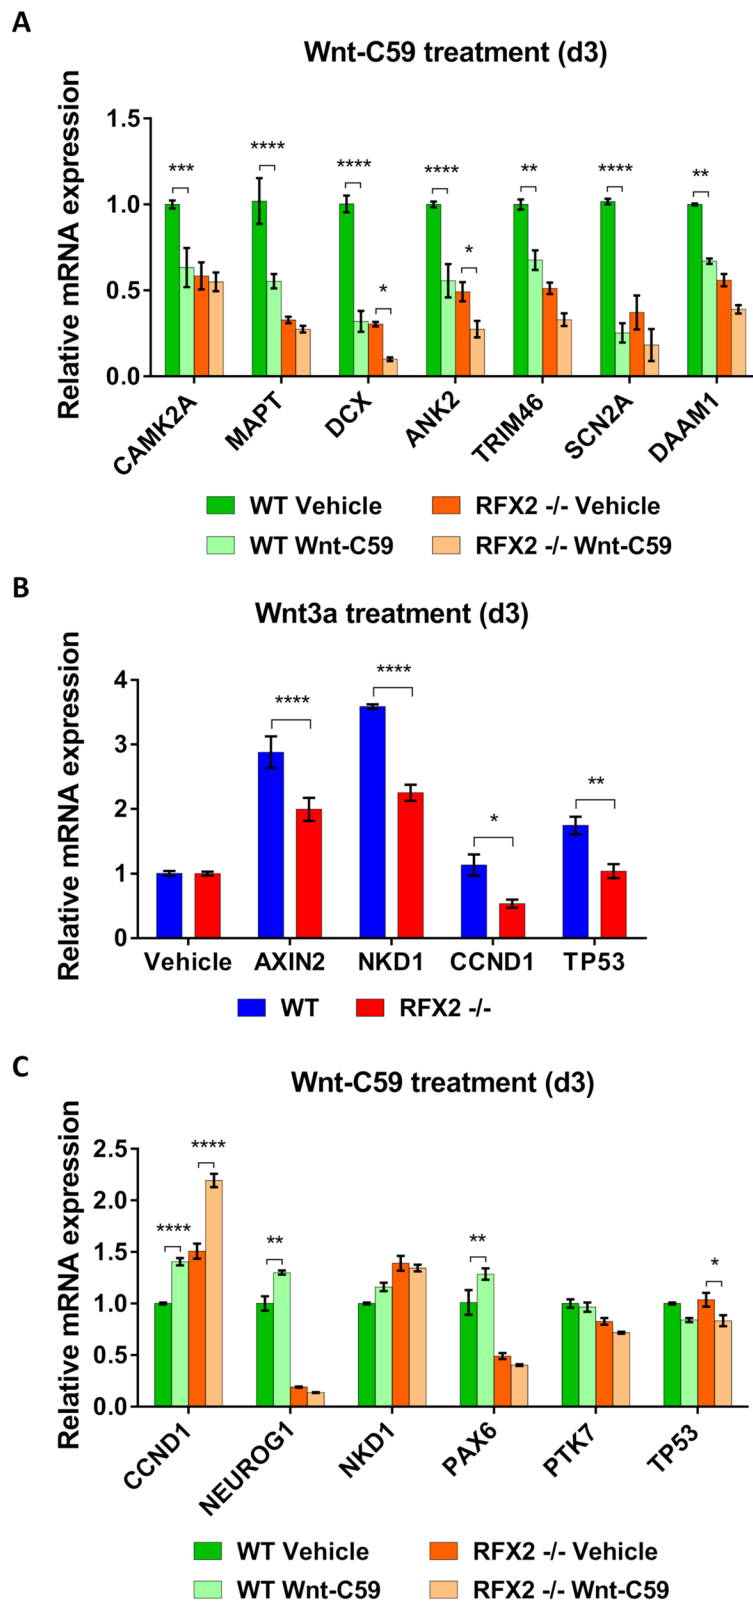 A
Wnt-C59 treatment (d3)
Relative mRNA expression
1.5
1.0
0.5
0.0
*** **** **** **** ** **** **
* *
CAMK2A MAPT DCX ANK2 TRIM46 SCN2A DAAM1
WT Vehicle RFX2 -/- Vehicle
WT Wnt-C59 RFX2 -/- Wnt-C59
B
Wnt3a treatment (d3)
Relative mRNA expression
4
3
2
1
0
**** **** * **
Vehicle AXIN2 NKD1 CCND1 TP53
WT RFX2 -/-
C
Wnt-C59 treatment (d3)
Relative mRNA expression
2.5
2.0
1.5
1.0
0.5
0.0
**** **** ** ** *
CCND1 NEUROG1 NKD1 PAX6 PTK7 TP53
WT Vehicle RFX2 -/- Vehicle
WT Wnt-C59 RFX2 -/- Wnt-C59